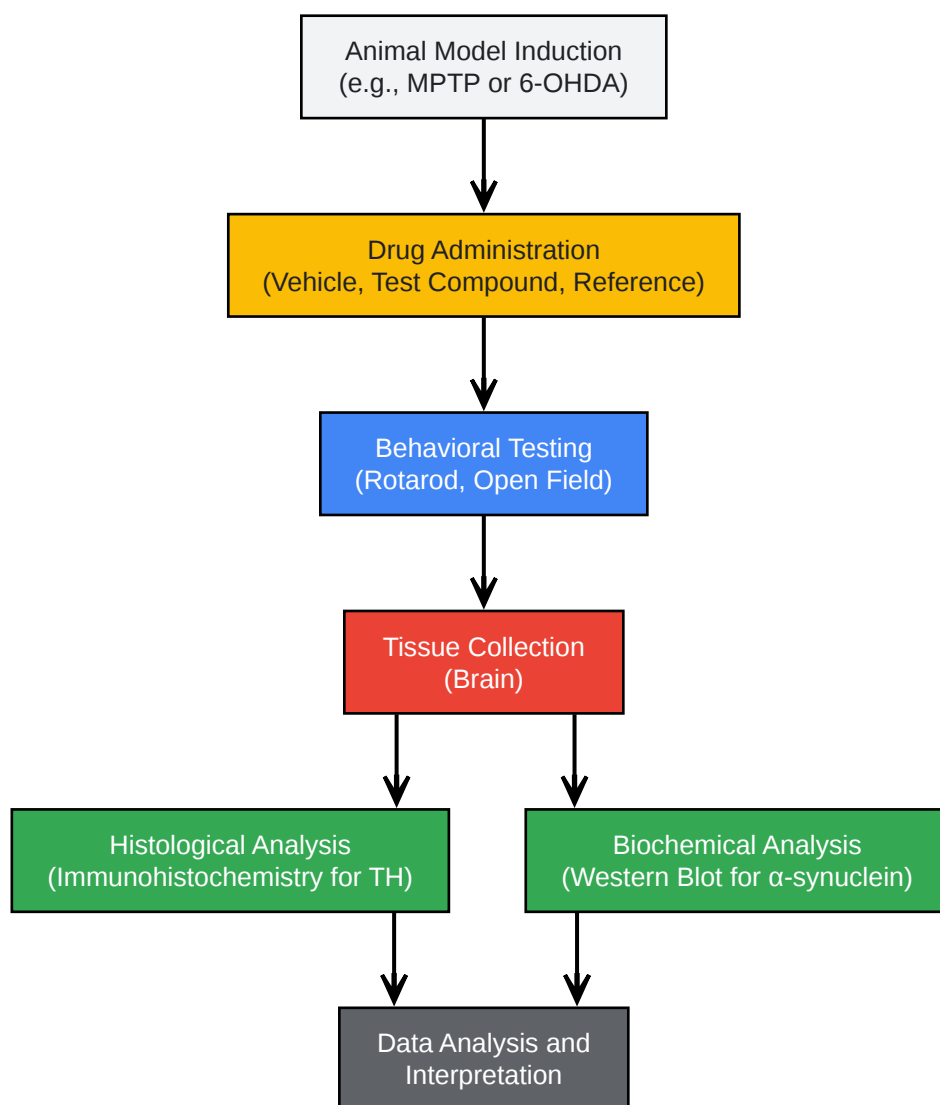 Animal Model Induction
(e.g., MPTP or 6-OHDA)
Drug Administration
(Vehicle, Test Compound, Reference)
Behavioral Testing
(Rotarod, Open Field)
Tissue Collection
(Brain)
Histological Analysis
(Immunohistochemistry for TH)
Biochemical Analysis
(Western Blot for α-synuclein)
Data Analysis and
Interpretation